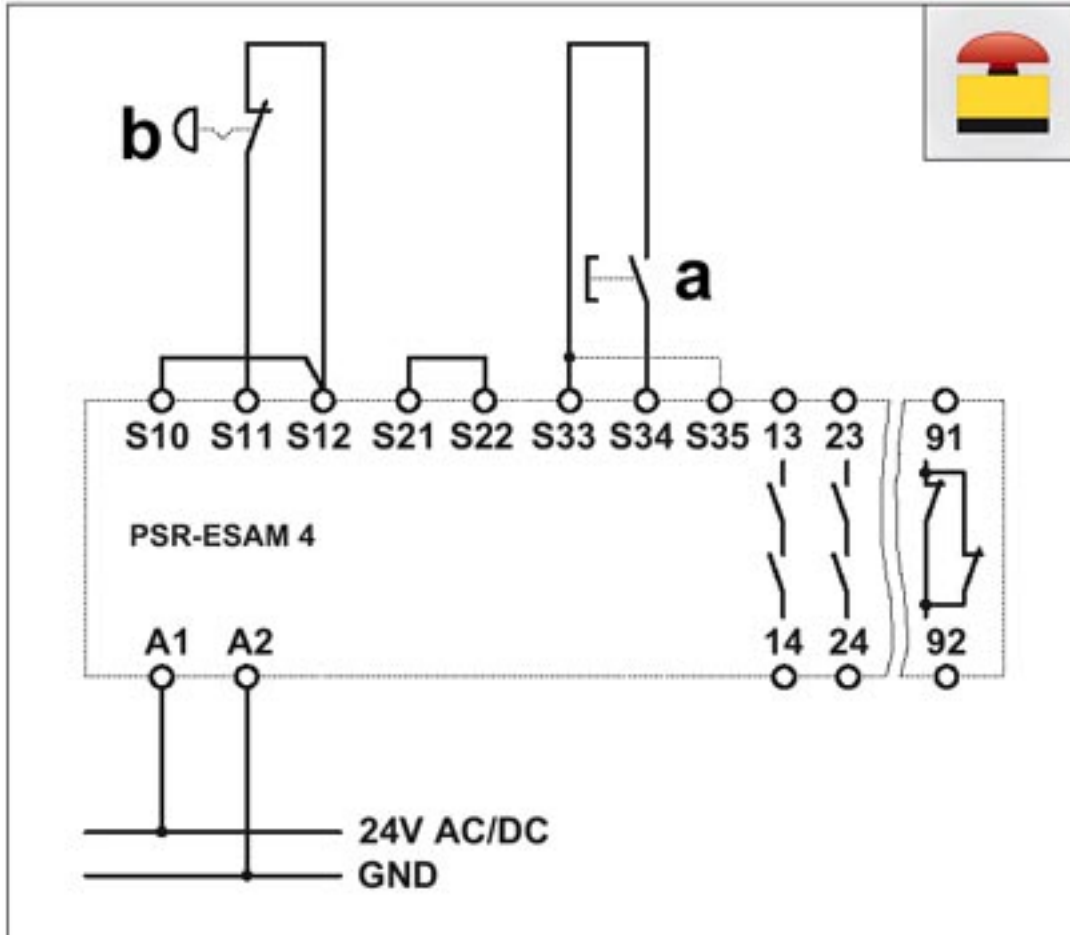 b
a
S10 S11 S12 S21 S22 S33 S34 S35 13 23 91
PSR-ESAM 4
A1 A2 14 24 92
24V AC/DC
GND